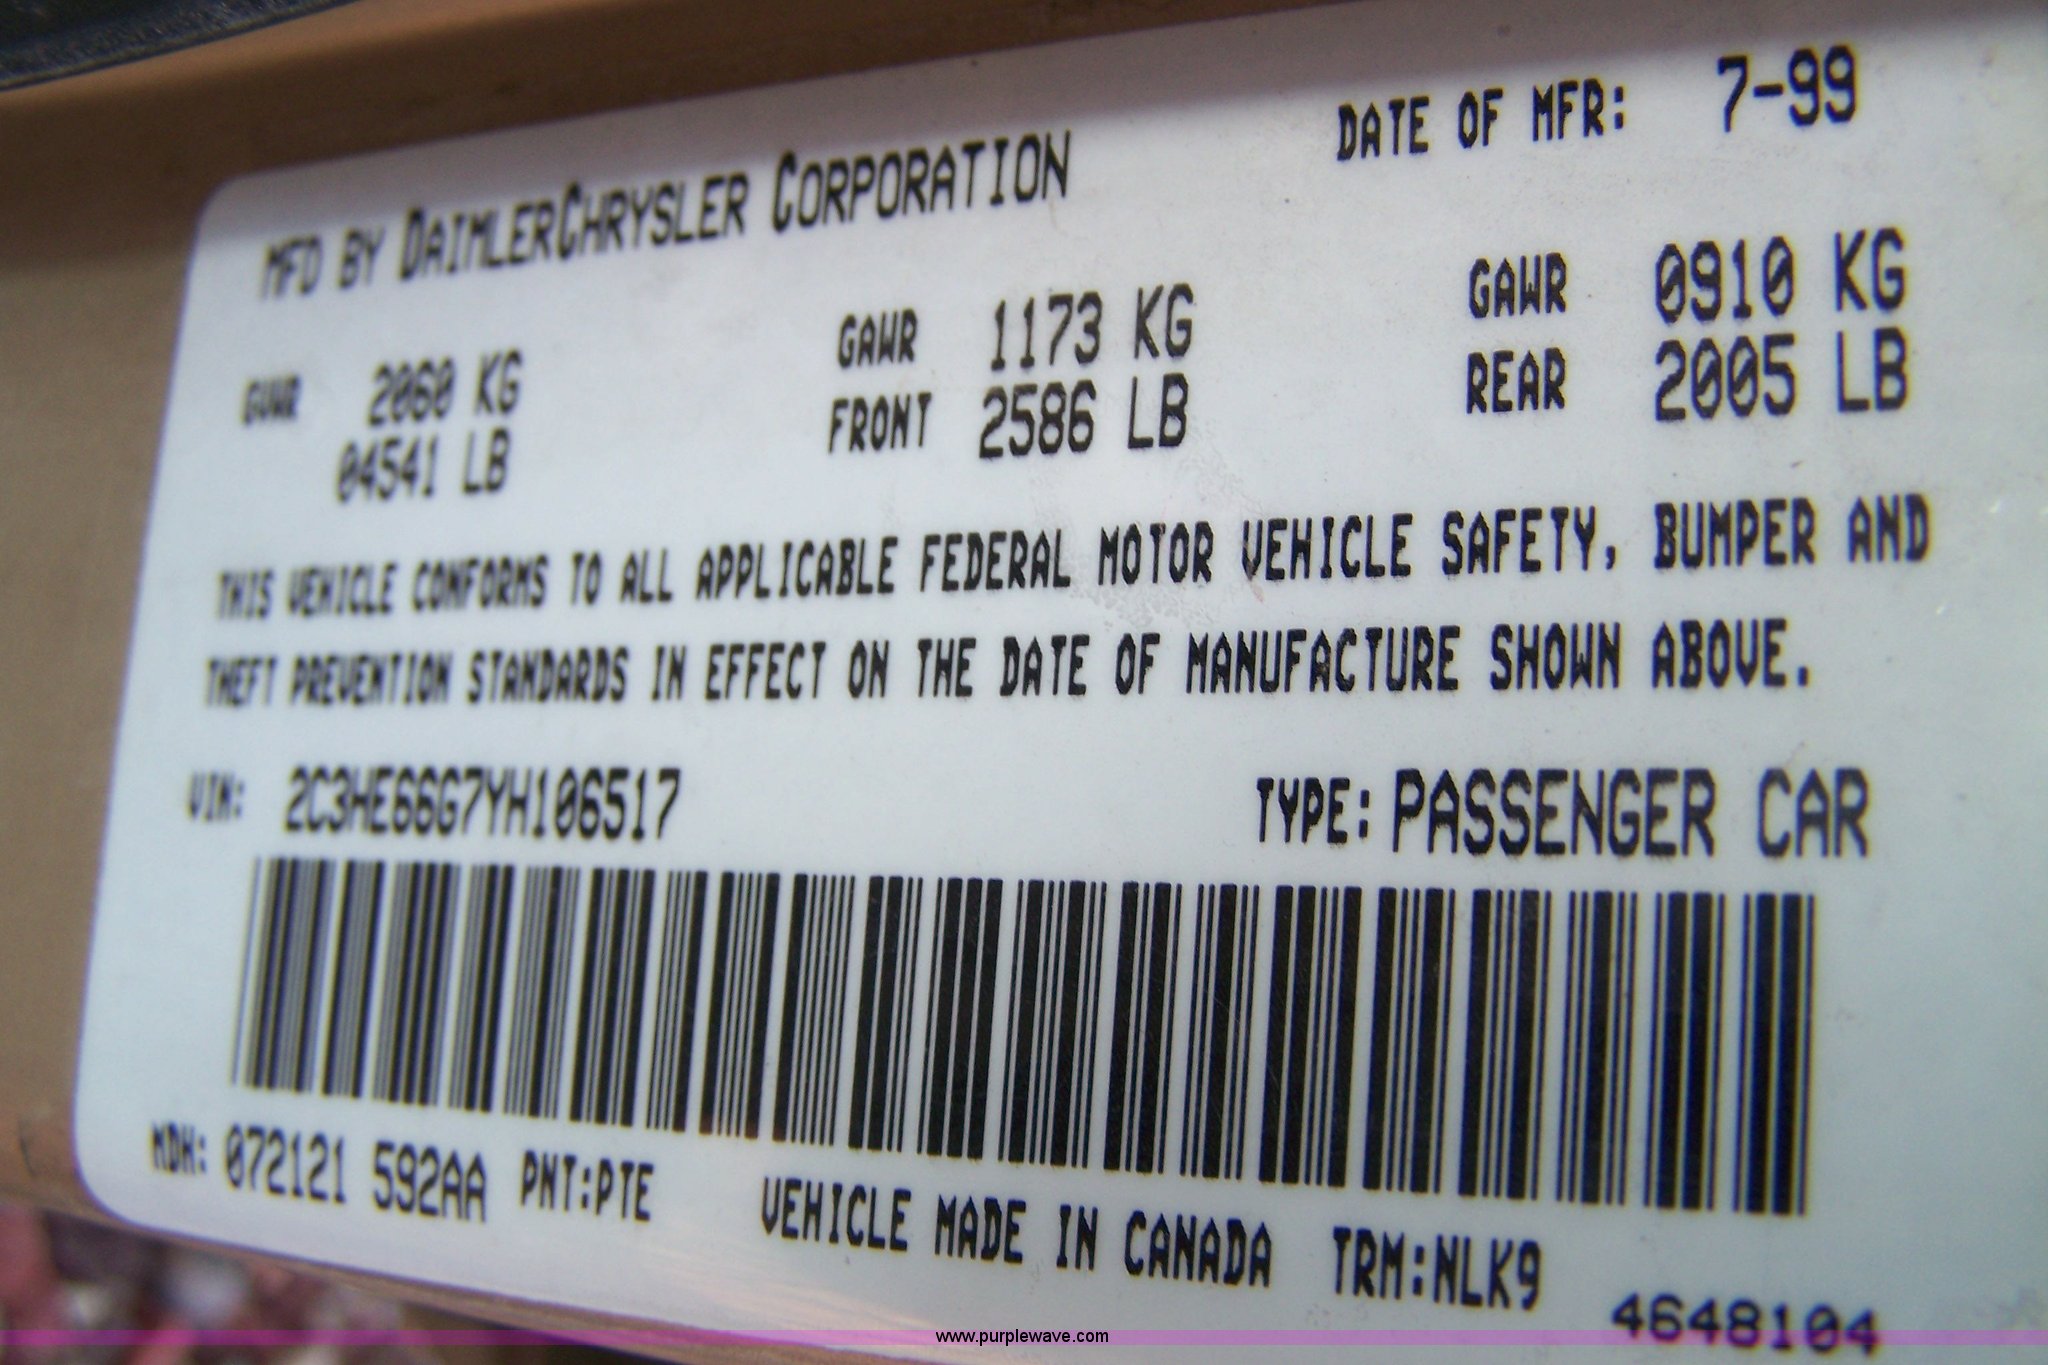 MFD BY DAIMLERCHRYSLER CORPORATION DATE OF MFR: 7-99
GVWR 2060 KG GAWR 1173 KG GAWR 0910 KG
04541 LB FRONT 2586 LB REAR 2005 LB
THIS VEHICLE CONFORMS TO ALL APPLICABLE FEDERAL MOTOR VEHICLE SAFETY, BUMPER AND
THEFT PREVENTION STANDARDS IN EFFECT ON THE DATE OF MANUFACTURE SHOWN ABOVE.
VIN: 2C3HE66G7YH106517 TYPE: PASSENGER CAR
MDH: 072121 592AA PNT:PTE VEHICLE MADE IN CANADA TRM:NLK9
4648104
www.purplewave.com